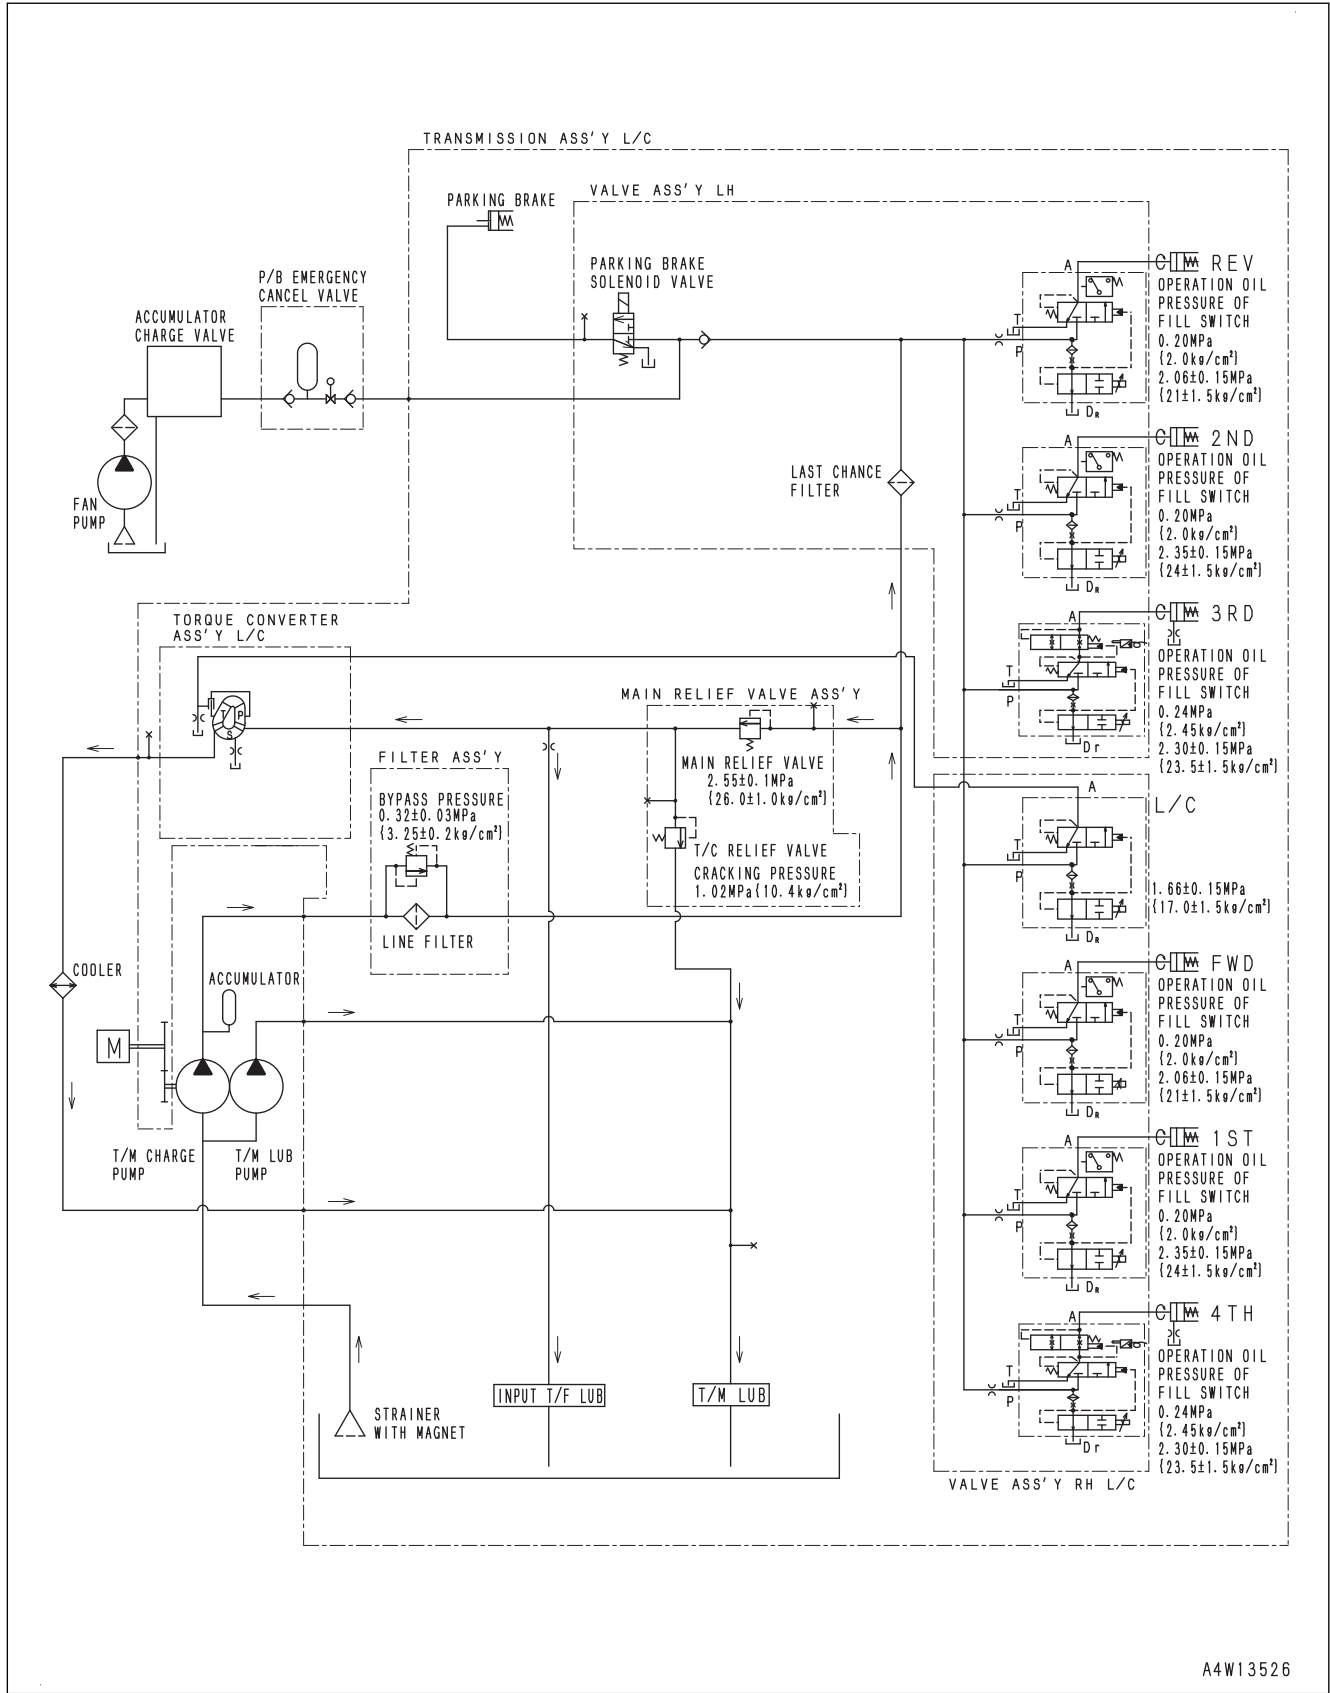 TRANSMISSION ASS'Y L/C
PARKING BRAKE
VALVE ASS'Y LH
PARKING BRAKE
SOLENOID VALVE
P/B EMERGENCY
CANCEL VALVE
ACCUMULATOR
CHARGE VALVE
FAN
PUMP
LAST CHANCE
FILTER
A
C
REV
OPERATION OIL
PRESSURE OF
FILL SWITCH
0.20MPa
{2.0kg/cm²}
2.06±0.15MPa
{21±1.5kg/cm²}
T
P
DR
A
C
2ND
OPERATION OIL
PRESSURE OF
FILL SWITCH
0.20MPa
{2.0kg/cm²}
2.35±0.15MPa
{24±1.5kg/cm²}
T
P
DR
A
C
3RD
OPERATION OIL
PRESSURE OF
FILL SWITCH
0.24MPa
{2.45kg/cm²}
2.30±0.15MPa
{23.5±1.5kg/cm²}
T
P
Dr
TORQUE CONVERTER
ASS'Y L/C
T
P
S
MAIN RELIEF VALVE ASS'Y
MAIN RELIEF VALVE
2.55±0.1MPa
{26.0±1.0kg/cm²}
T/C RELIEF VALVE
CRACKING PRESSURE
1.02MPa{10.4kg/cm²}
FILTER ASS'Y
BYPASS PRESSURE
0.32±0.03MPa
{3.25±0.2kg/cm²}
LINE FILTER
A
L/C
T
P
1.66±0.15MPa
{17.0±1.5kg/cm²}
DR
COOLER
ACCUMULATOR
M
T/M CHARGE
PUMP
T/M LUB
PUMP
A
C
FWD
OPERATION OIL
PRESSURE OF
FILL SWITCH
0.20MPa
{2.0kg/cm²}
2.06±0.15MPa
{21±1.5kg/cm²}
T
P
DR
A
C
1ST
OPERATION OIL
PRESSURE OF
FILL SWITCH
0.20MPa
{2.0kg/cm²}
2.35±0.15MPa
{24±1.5kg/cm²}
T
P
DR
A
C
4TH
OPERATION OIL
PRESSURE OF
FILL SWITCH
0.24MPa
{2.45kg/cm²}
2.30±0.15MPa
{23.5±1.5kg/cm²}
T
P
Dr
INPUT T/F LUB
T/M LUB
STRAINER
WITH MAGNET
VALVE ASS'Y RH L/C
A4W13526